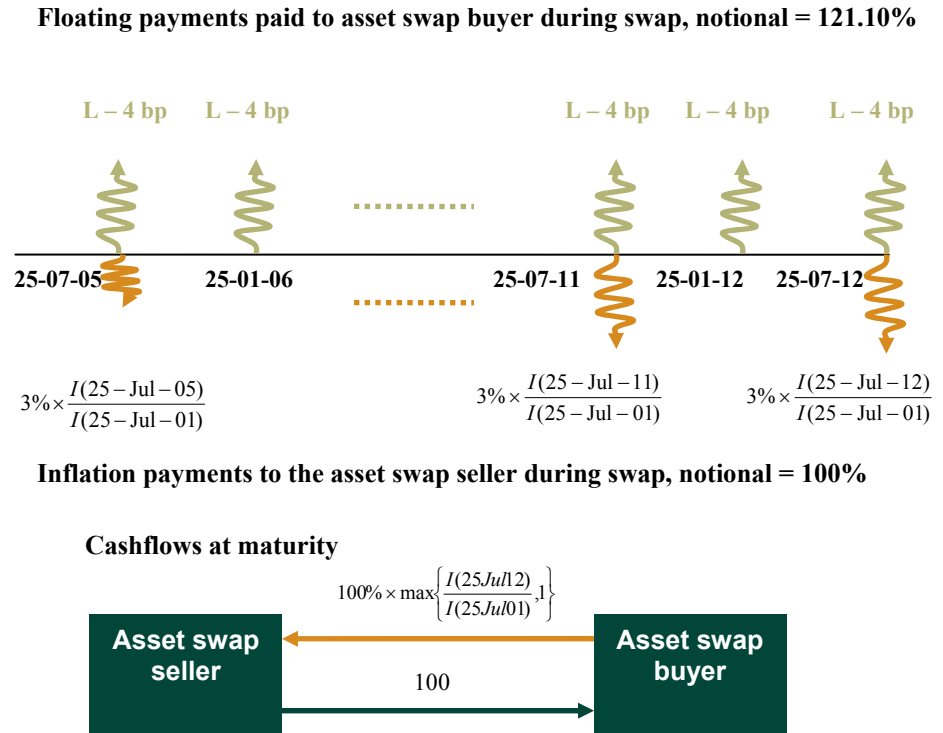 Floating payments paid to asset swap buyer during swap, notional = 121.10%
L – 4 bp L – 4 bp L – 4 bp L – 4 bp L – 4 bp
25-07-05 25-01-06 25-07-11 25-01-12 25-07-12
3% × I(25 – Jul – 05) / I(25 – Jul – 01) 3% × I(25 – Jul – 11) / I(25 – Jul – 01) 3% × I(25 – Jul – 12) / I(25 – Jul – 01)
Inflation payments to the asset swap seller during swap, notional = 100%
Cashflows at maturity
100% × max{ I(25Jul12) / I(25Jul01) ,1}
Asset swap
seller
100
Asset swap
buyer